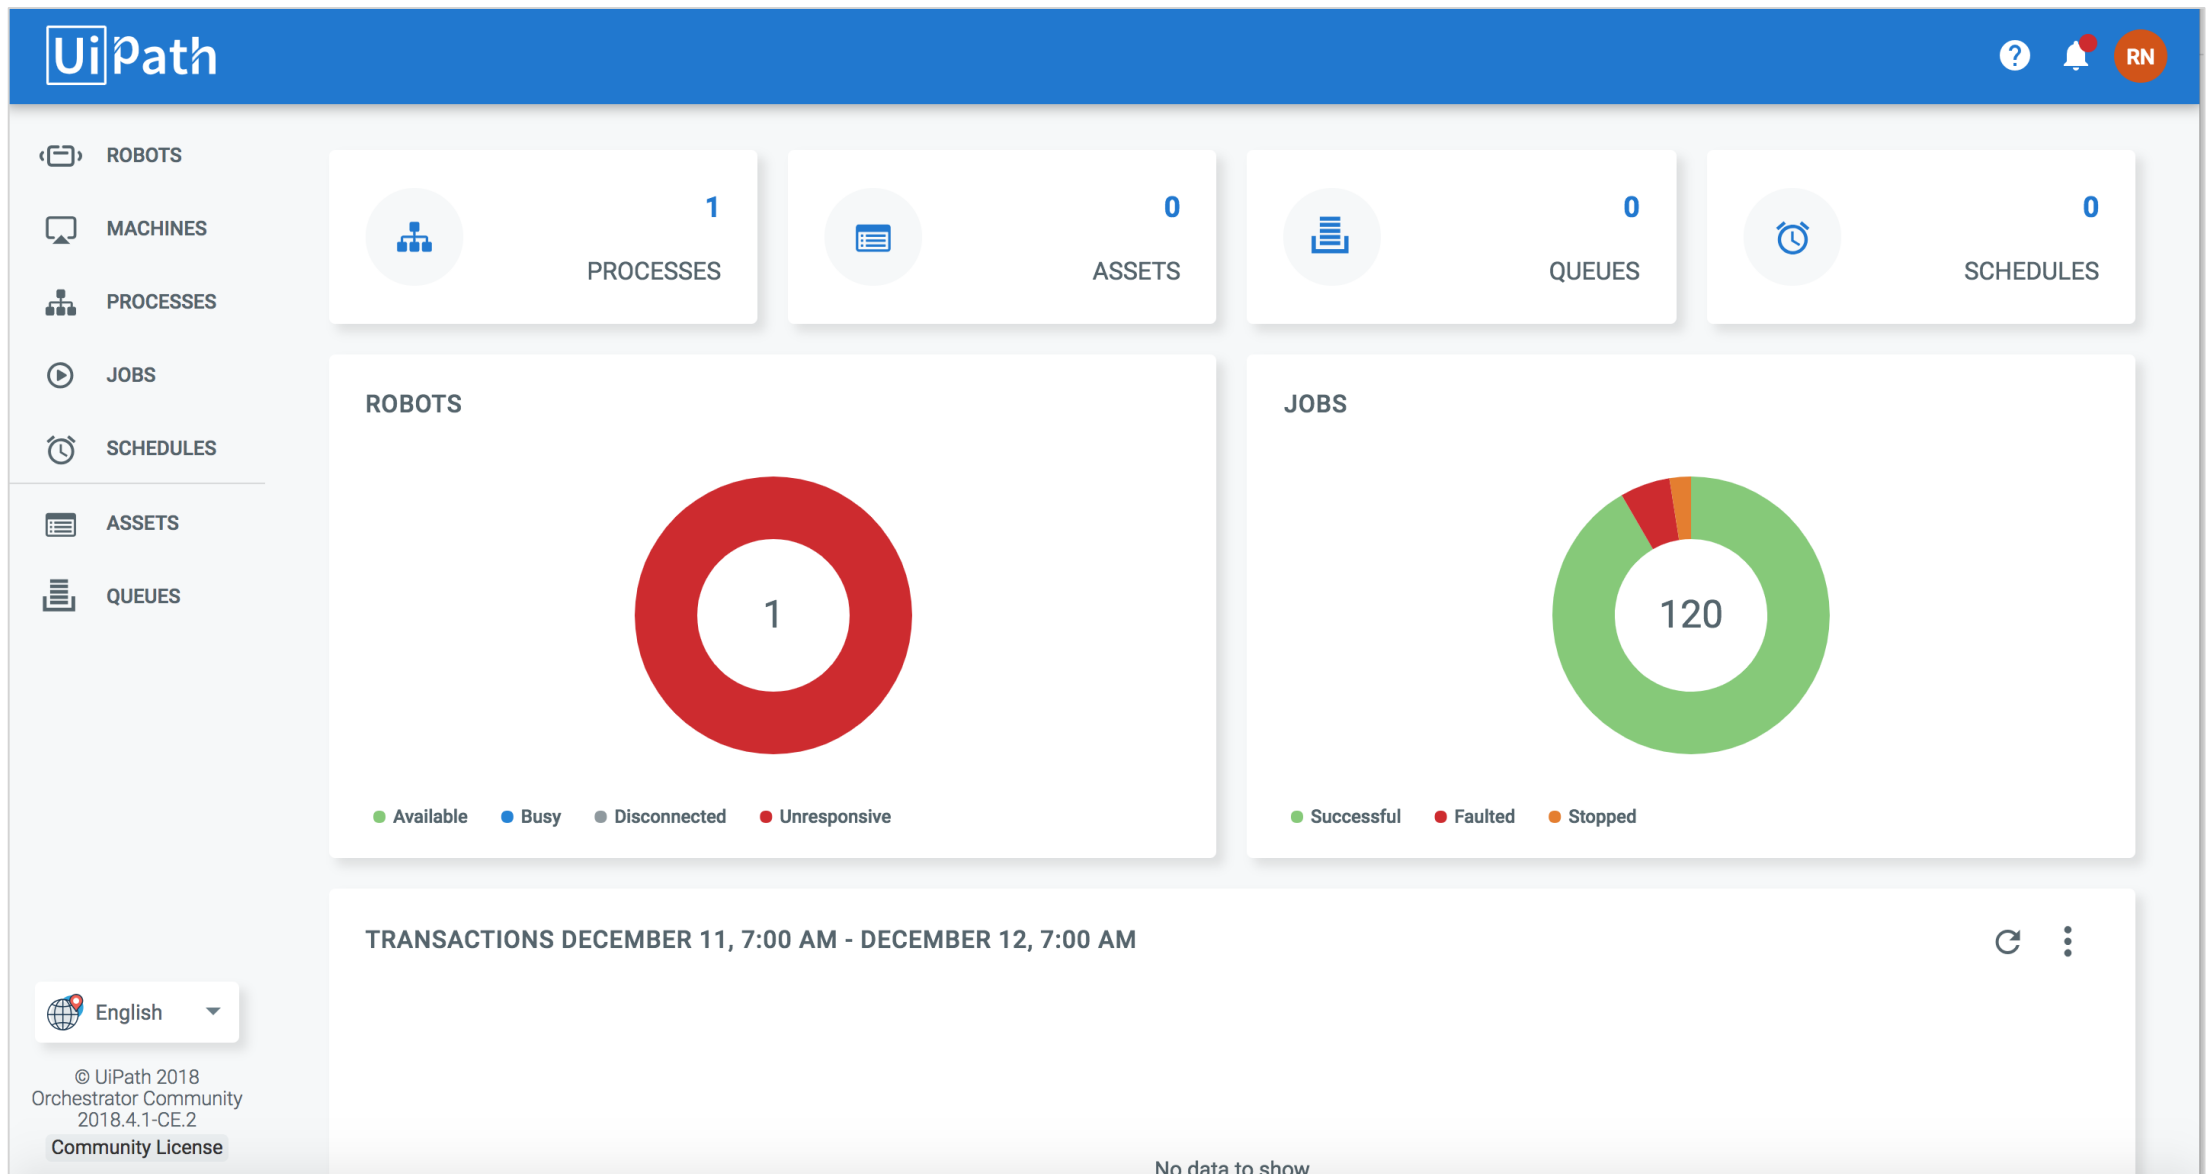 UiPath
?
RN
ROBOTS
MACHINES
PROCESSES
JOBS
SCHEDULES
ASSETS
QUEUES
English
© UiPath 2018
Orchestrator Community
2018.4.1-CE.2
Community License
1
PROCESSES
0
ASSETS
0
QUEUES
0
SCHEDULES
ROBOTS
1
Available Busy Disconnected Unresponsive
JOBS
120
Successful Faulted Stopped
TRANSACTIONS DECEMBER 11, 7:00 AM - DECEMBER 12, 7:00 AM
No data to show